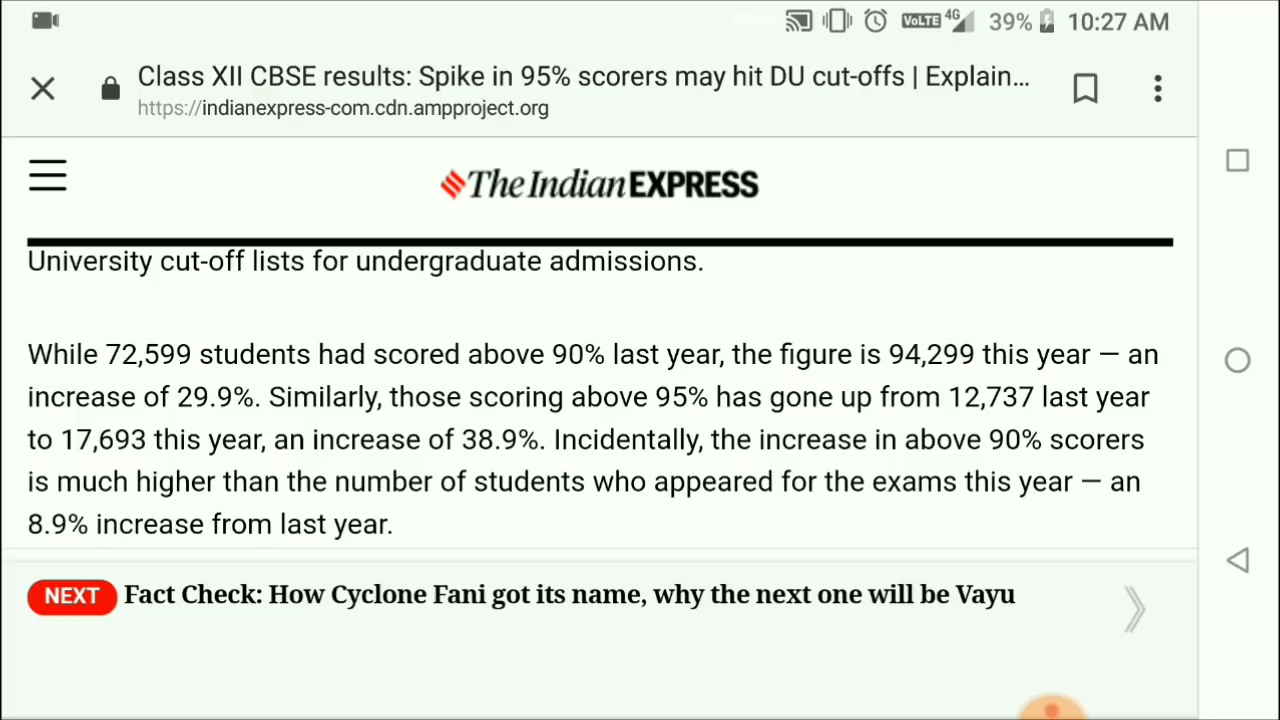 VoLTE 4G 39% 10:27 AM
Class XII CBSE results: Spike in 95% scorers may hit DU cut-offs | Explain...
https://indianexpress-com.cdn.ampproject.org
The Indian EXPRESS
University cut-off lists for undergraduate admissions.
While 72,599 students had scored above 90% last year, the figure is 94,299 this year — an
increase of 29.9%. Similarly, those scoring above 95% has gone up from 12,737 last year
to 17,693 this year, an increase of 38.9%. Incidentally, the increase in above 90% scorers
is much higher than the number of students who appeared for the exams this year — an
8.9% increase from last year.
NEXT Fact Check: How Cyclone Fani got its name, why the next one will be Vayu